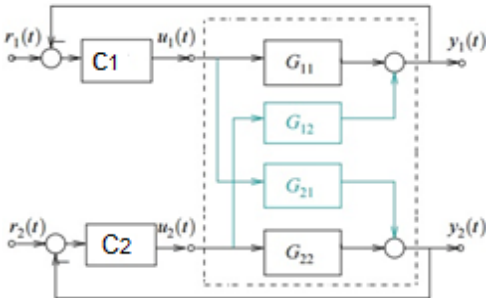 r₁(t) u₁(t) y₁(t)
C1
G₁₁
G₁₂
G₂₁
r₂(t) u₂(t) y₂(t)
C2
G₂₂